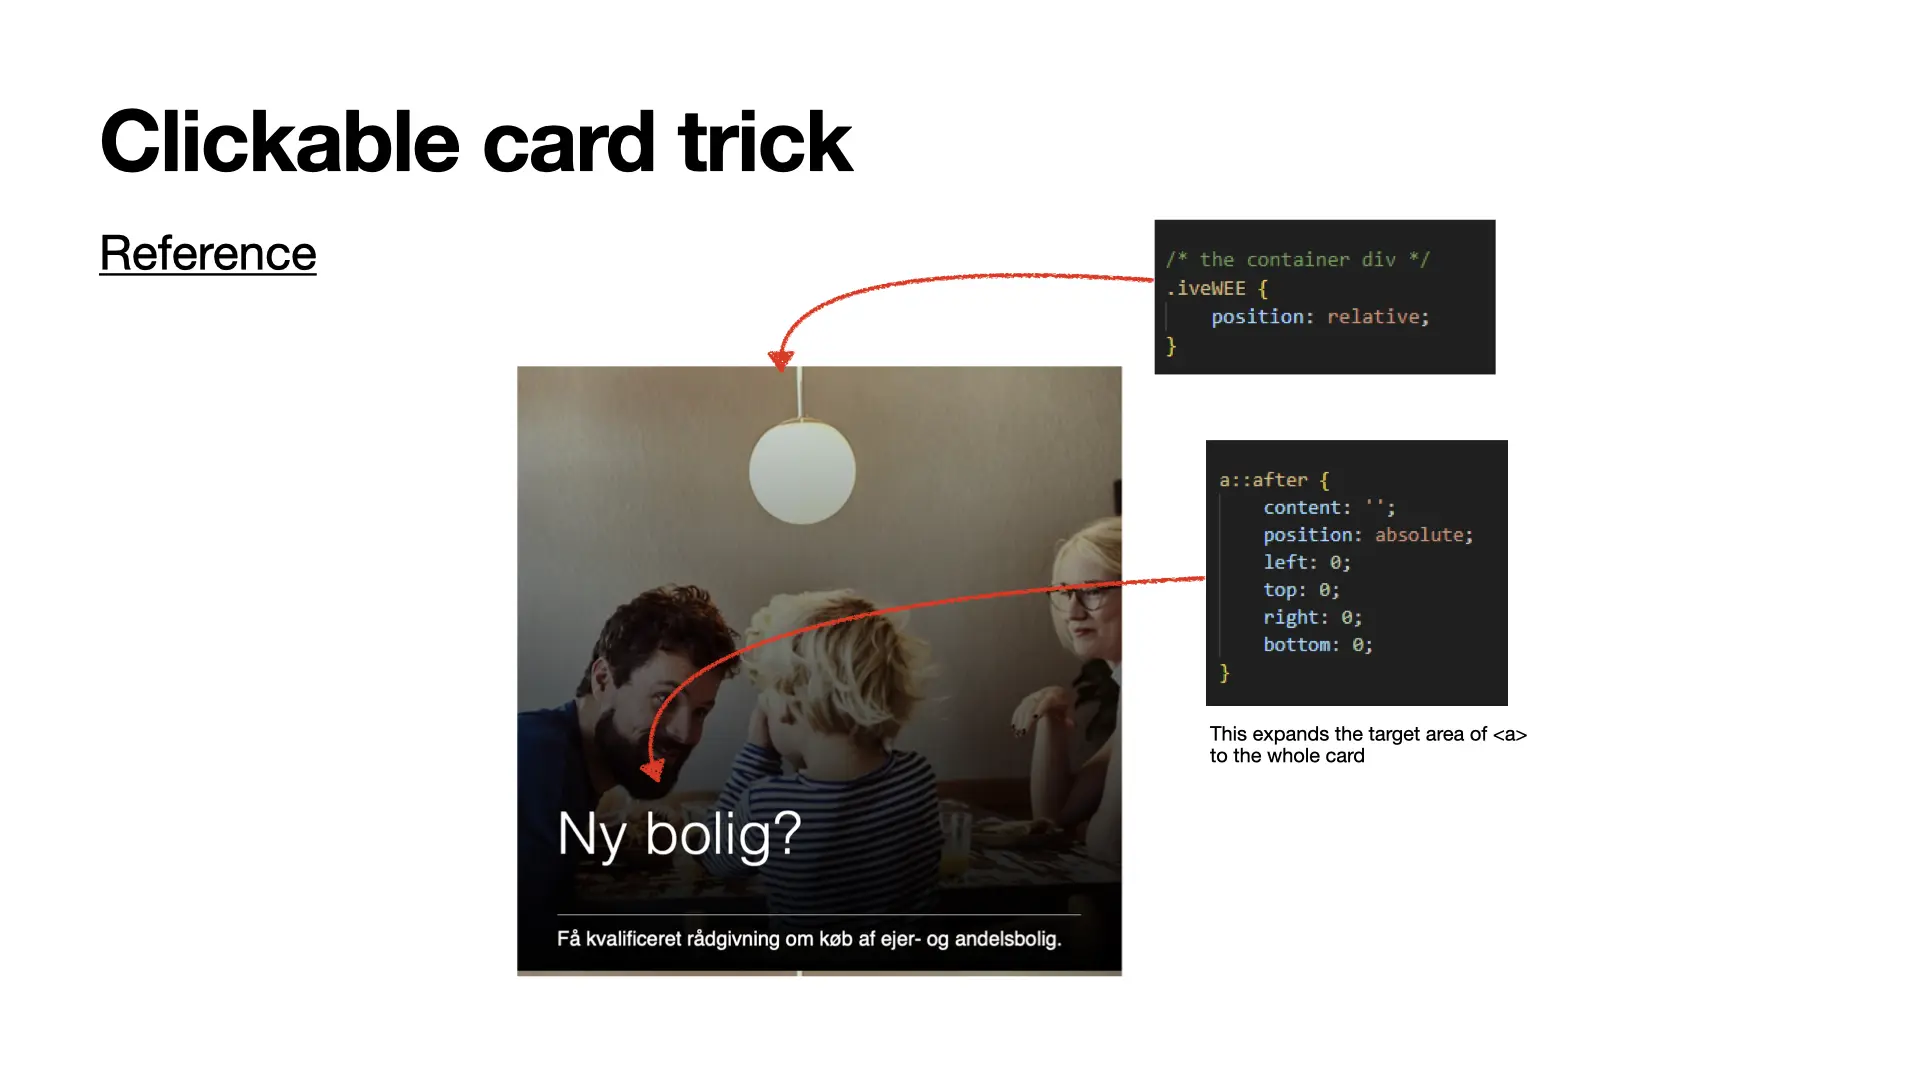 Clickable card trick
Reference
/* the container div */
.iveWEE {
    position: relative;
}
a::after {
    content: '';
    position: absolute;
    left: 0;
    top: 0;
    right: 0;
    bottom: 0;
}
This expands the target area of <a>
to the whole card
Ny bolig?
Få kvalificeret rådgivning om køb af ejer- og andelsbolig.